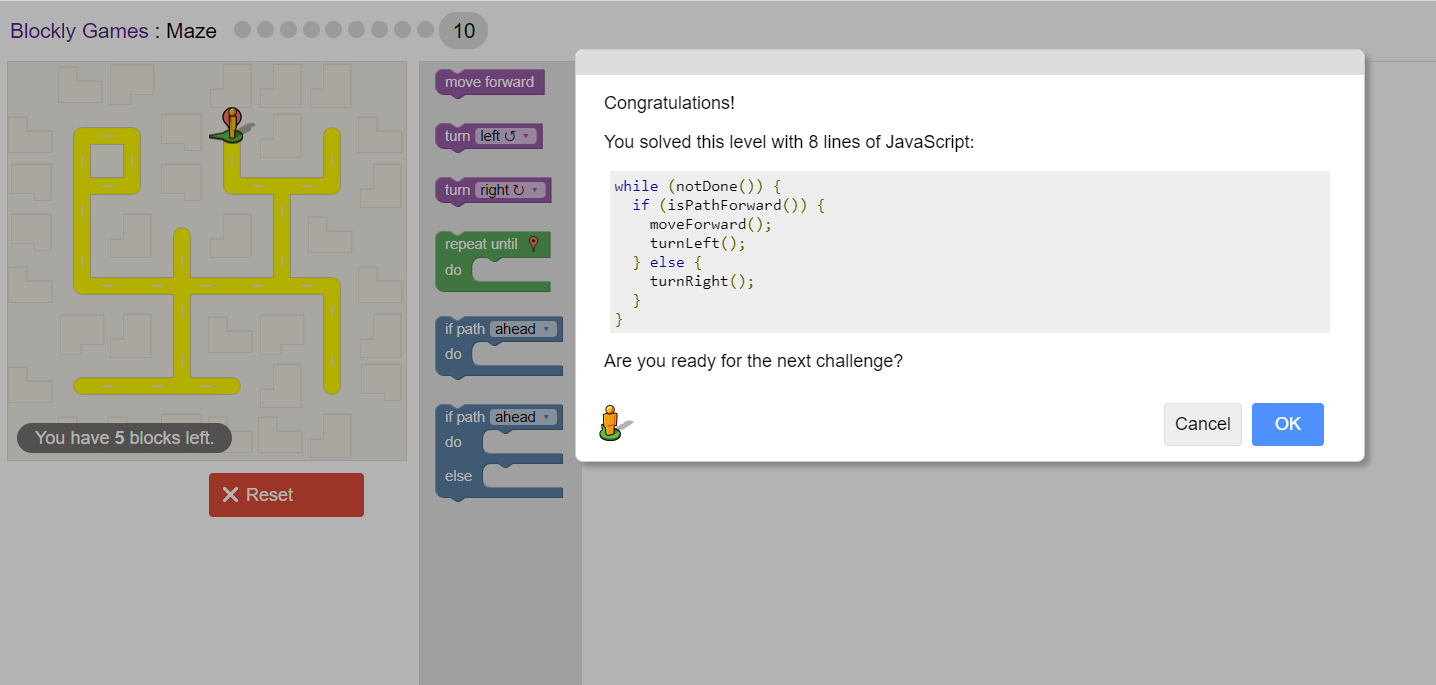 Blockly Games : Maze 10
move forward
turn left ↺ ▾
turn right ↻ ▾
repeat until
do
if path ahead ▾
do
if path ahead ▾
do
else
You have 5 blocks left.
✕ Reset
Congratulations!
You solved this level with 8 lines of JavaScript:
while (notDone()) {
  if (isPathForward()) {
    moveForward();
    turnLeft();
  } else {
    turnRight();
  }
}
Are you ready for the next challenge?
Cancel OK